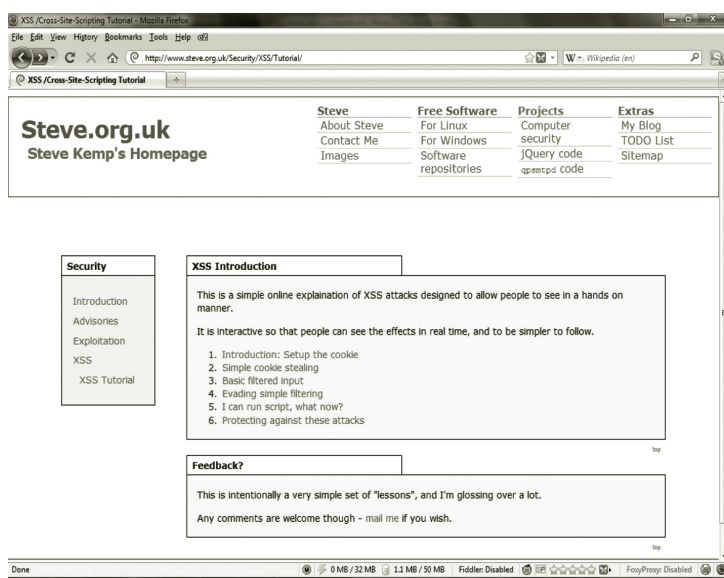 XSS /Cross-Site-Scripting Tutorial - Mozilla Firefox
File Edit View History Bookmarks Tools Help
http://www.steve.org.uk/Security/XSS/Tutorial/
W Wikipedia (en)
XSS /Cross-Site-Scripting Tutorial
Steve.org.uk
Steve Kemp's Homepage
Steve
About Steve
Contact Me
Images
Free Software
For Linux
For Windows
Software
repositories
Projects
Computer
security
jQuery code
qpsmtpd code
Extras
My Blog
TODO List
Sitemap
Security
Introduction
Advisories
Exploitation
XSS
XSS Tutorial
XSS Introduction
This is a simple online explaination of XSS attacks designed to allow people to see in a hands on
manner.
It is interactive so that people can see the effects in real time, and to be simpler to follow.
1. Introduction: Setup the cookie
2. Simple cookie stealing
3. Basic filtered input
4. Evading simple filtering
5. I can run script, what now?
6. Protecting against these attacks
top
Feedback?
This is intentionally a very simple set of "lessons", and I'm glossing over a lot.
Any comments are welcome though - mail me if you wish.
top
Done
0 MB / 32 MB
1.1 MB / 50 MB
Fiddler: Disabled
FoxyProxy: Disabled